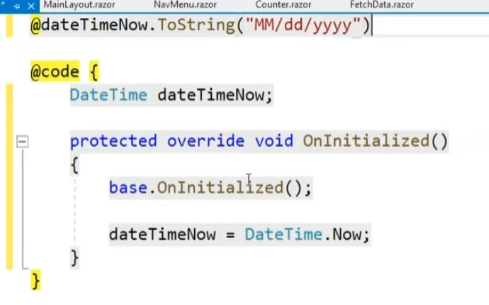 MainLayout.razor NavMenu.razor Counter.razor FetchData.razor
@dateTimeNow.ToString("MM/dd/yyyy")
@code {
DateTime dateTimeNow;
protected override void OnInitialized()
{
base.OnInitialized();
dateTimeNow = DateTime.Now;
}
}